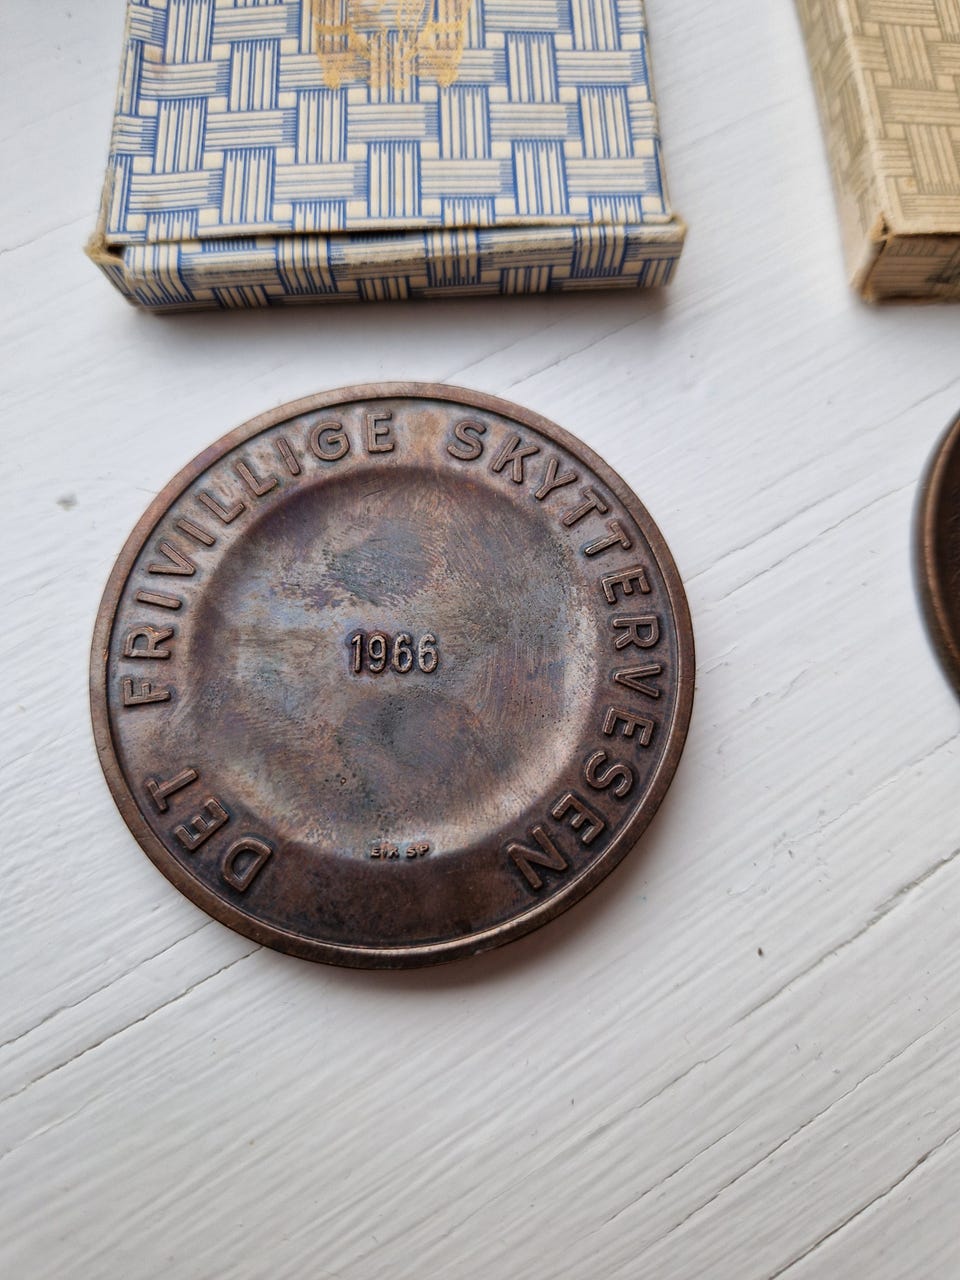 DET FRIVILLIGE SKYTTERVESEN
1966